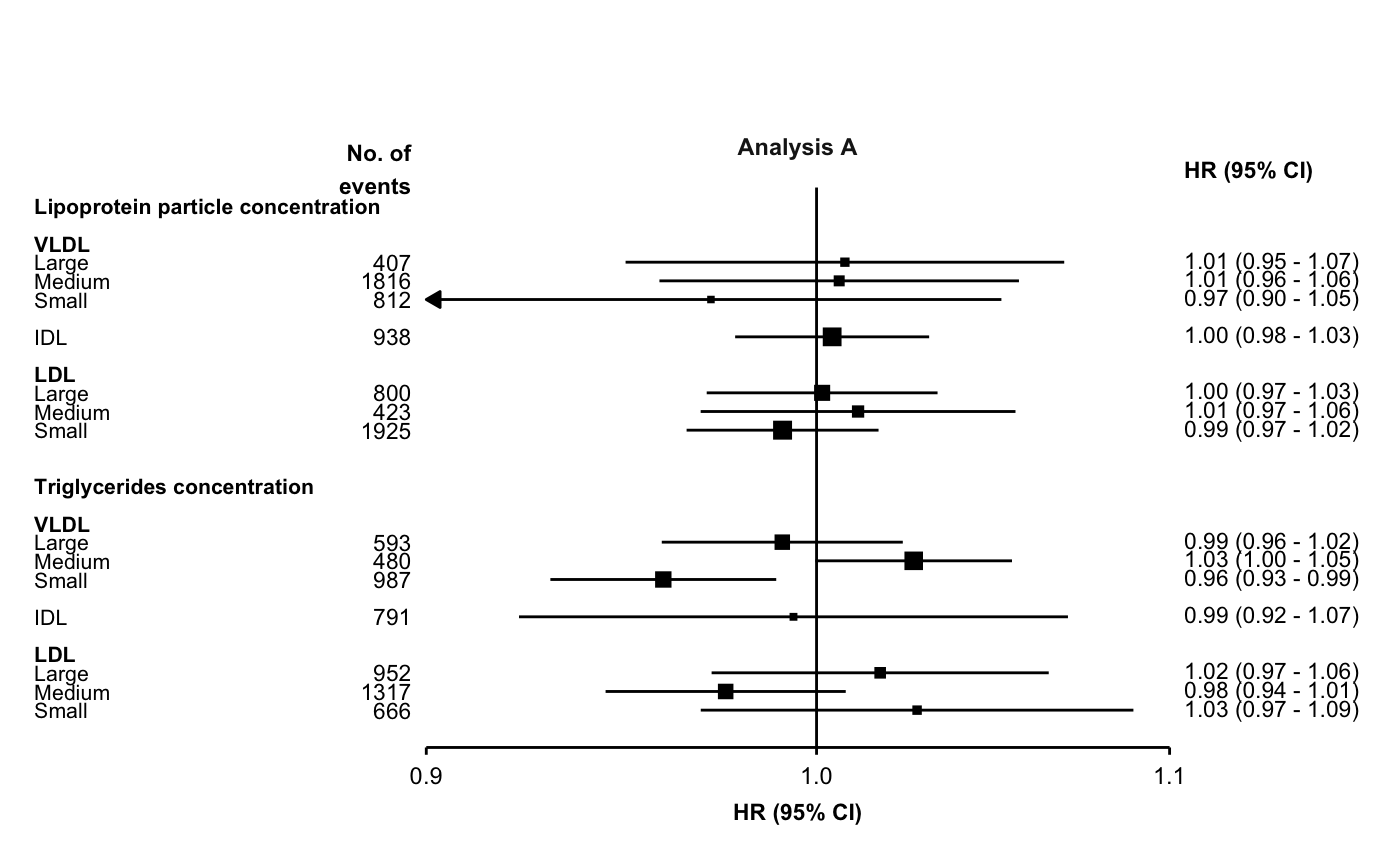 No. of
events
Analysis A
HR (95% CI)
Lipoprotein particle concentration
VLDL
Large 407 1.01 (0.95 - 1.07)
Medium 1816 1.01 (0.96 - 1.06)
Small 812 0.97 (0.90 - 1.05)
IDL 938 1.00 (0.98 - 1.03)
LDL
Large 800 1.00 (0.97 - 1.03)
Medium 423 1.01 (0.97 - 1.06)
Small 1925 0.99 (0.97 - 1.02)
Triglycerides concentration
VLDL
Large 593 0.99 (0.96 - 1.02)
Medium 480 1.03 (1.00 - 1.05)
Small 987 0.96 (0.93 - 0.99)
IDL 791 0.99 (0.92 - 1.07)
LDL
Large 952 1.02 (0.97 - 1.06)
Medium 1317 0.98 (0.94 - 1.01)
Small 666 1.03 (0.97 - 1.09)
0.9 1.0 1.1
HR (95% CI)